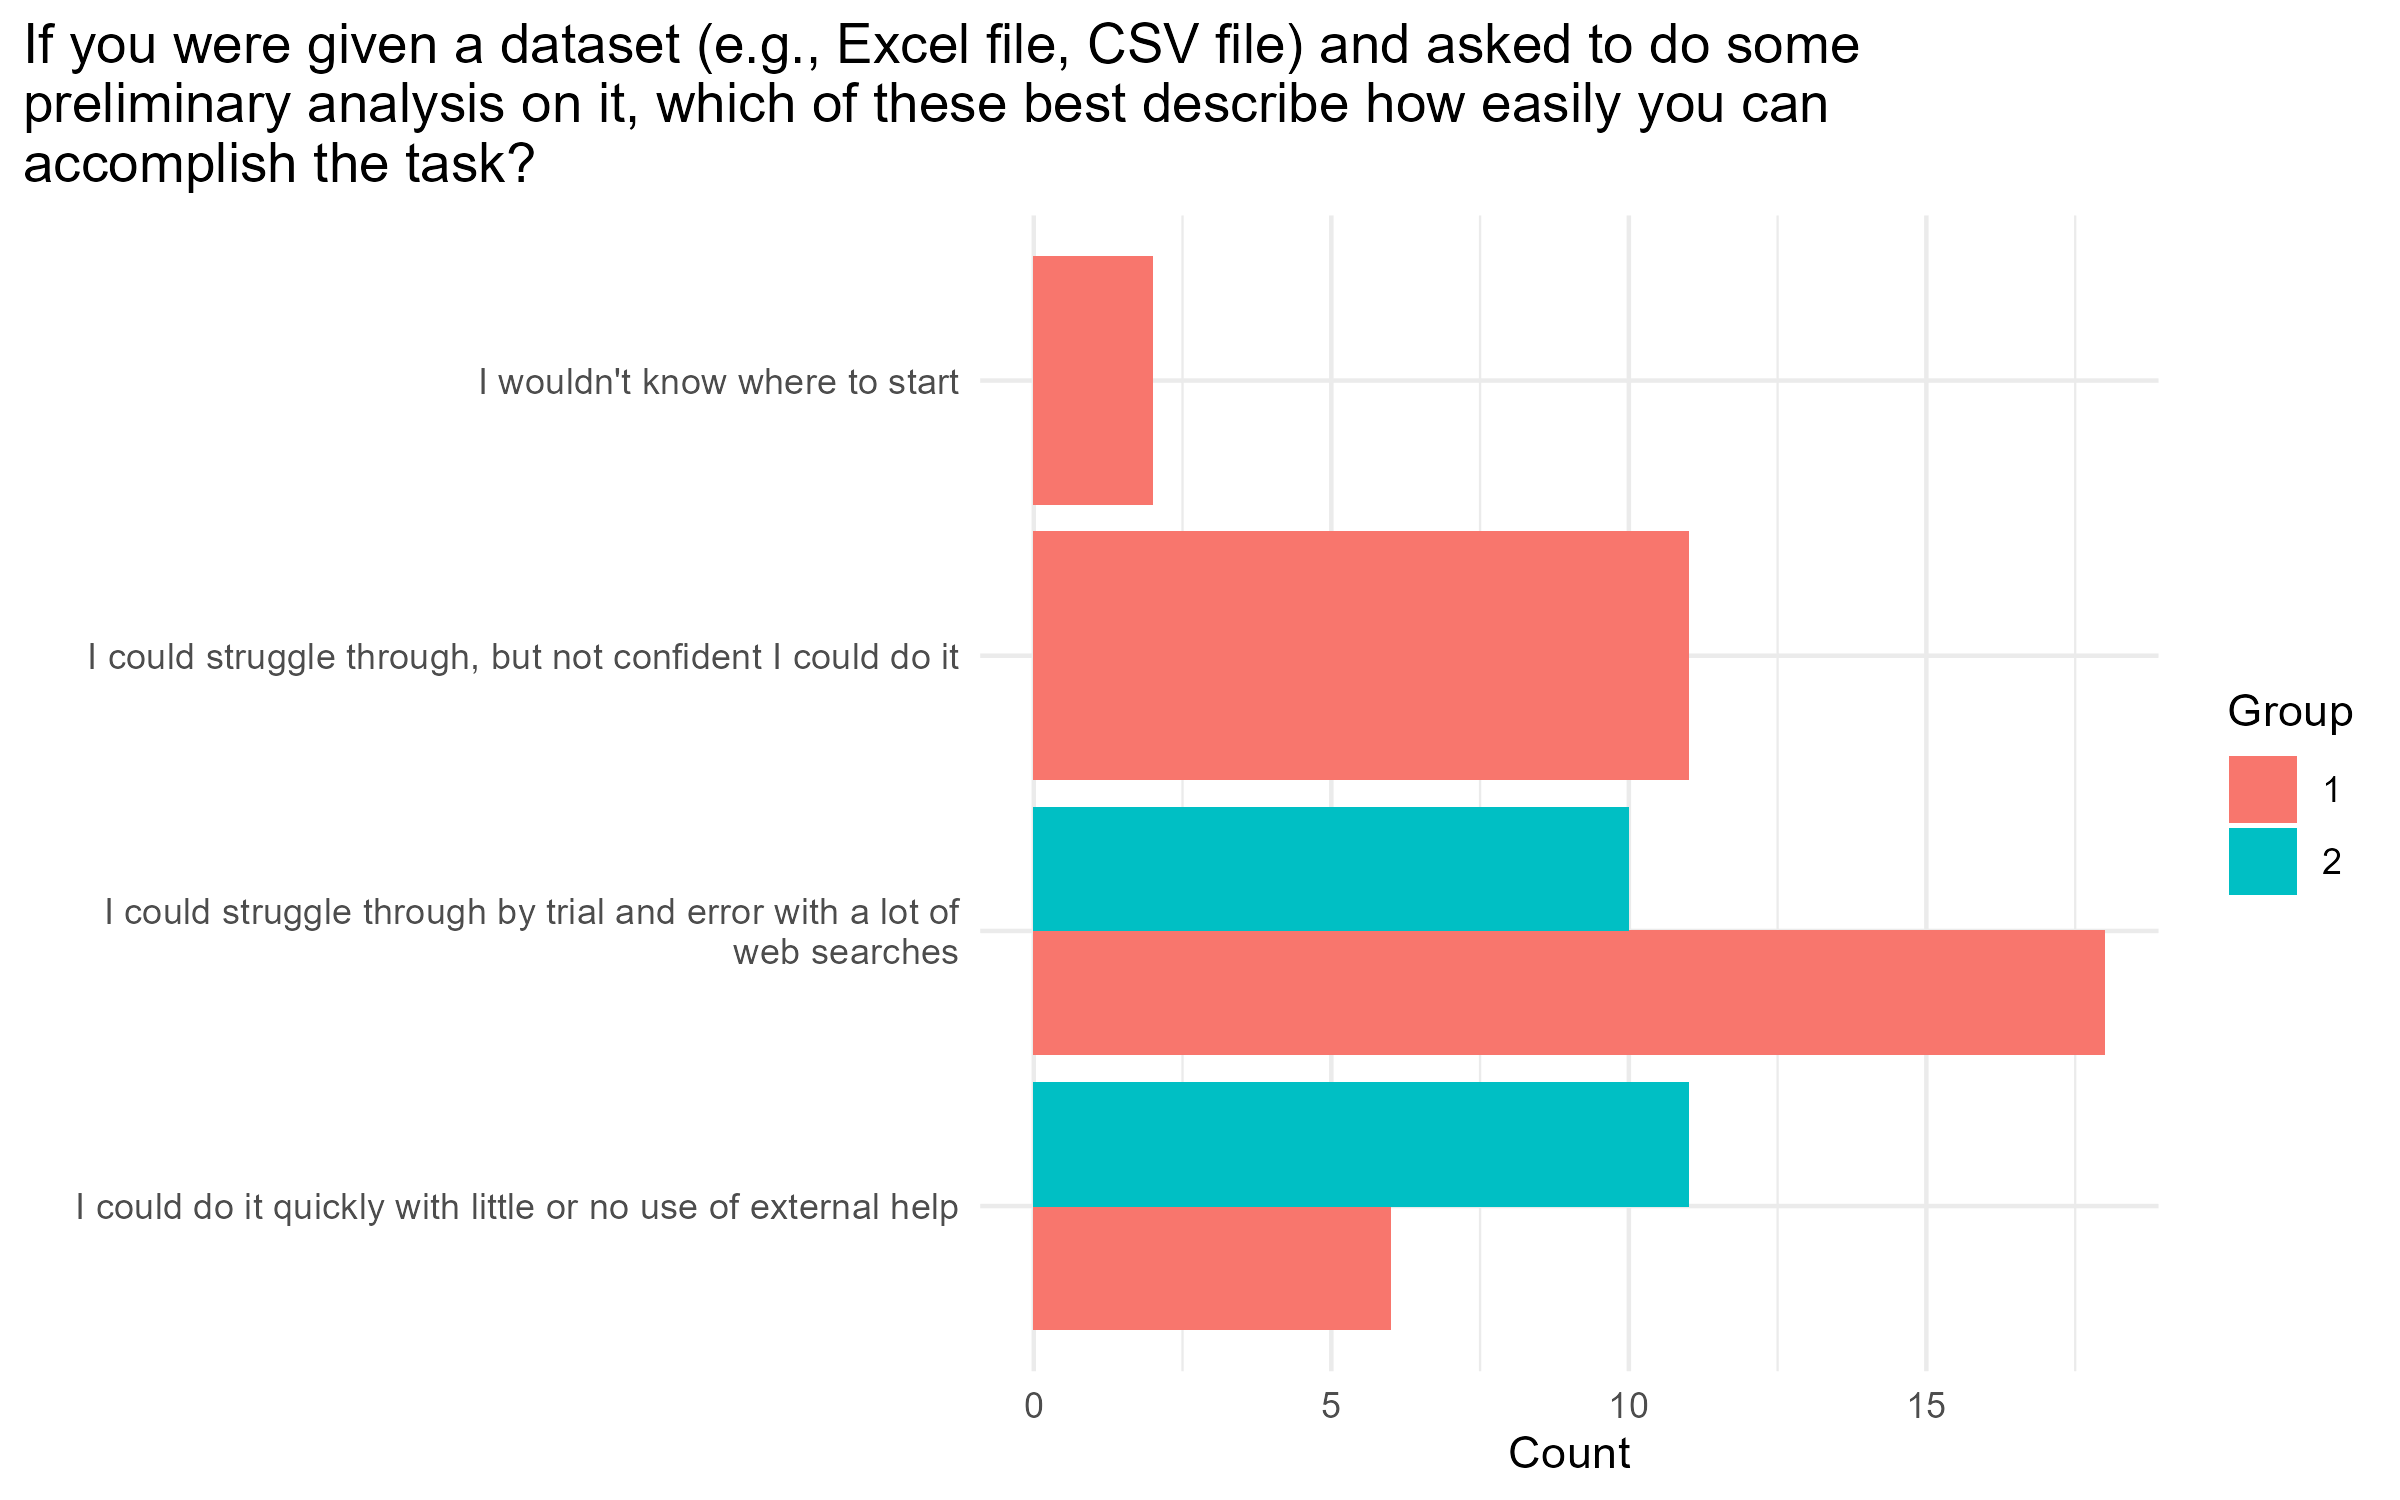 If you were given a dataset (e.g., Excel file, CSV file) and asked to do some
preliminary analysis on it, which of these best describe how easily you can
accomplish the task?
I wouldn't know where to start
I could struggle through, but not confident I could do it
I could struggle through by trial and error with a lot of
web searches
I could do it quickly with little or no use of external help
0 5 10 15
Count
Group
1
2